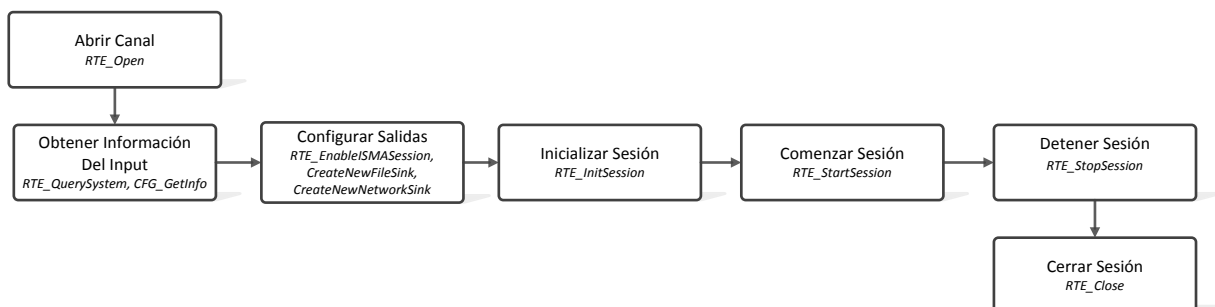 Abrir Canal
RTE_Open
Obtener Información
Del Input
RTE_QuerySystem, CFG_GetInfo
Configurar Salidas
RTE_EnableISMASession,
CreateNewFileSink,
CreateNewNetworkSink
Inicializar Sesión
RTE_InitSession
Comenzar Sesión
RTE_StartSession
Detener Sesión
RTE_StopSession
Cerrar Sesión
RTE_Close